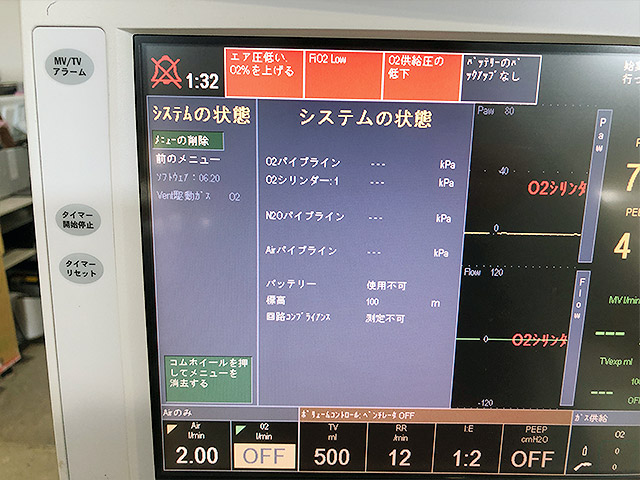 MV/TV
アラーム
タイマー
開始停止
タイマー
リセット
1:32
エア圧低い,
O2%を上げる
FiO2 Low
O2供給圧の
低下
バッテリーのバ
ックアップなし
システムの状態
メニューの削除
前のメニュー
ソフトウェア: 06.20
Vent駆動ガス O2
コムホイールを押
してメニューを
消去する
システムの状態
O2パイプライン --- kPa
O2シリンダー:1 --- kPa
N2Oパイプライン --- kPa
Airパイプライン --- kPa
バッテリー 使用不可
標高 100 m
回路コンプライアンス 測定不可
Paw 80
40
0
O2シリンダ
Paw
Flow 120
0
O2シリンダ
-120
Flow
7
4
MV l/min
---
TVexp ml
---
Airのみ
ボリュームコントロール: ベンチレータ OFF
ガス供給
Air
l/min
2.00
O2
l/min
OFF
TV
ml
500
RR
/min
12
I:E
1:2
PEEP
cmH2O
OFF
O2
0
0